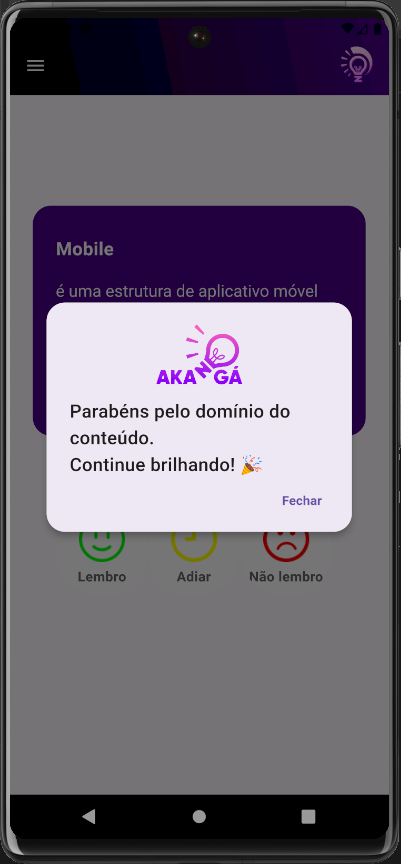 Mobile
é uma estrutura de aplicativo móvel
AKANGÁ
Parabéns pelo domínio do
conteúdo.
Continue brilhando! 🎉
Fechar
Lembro
Adiar
Não lembro